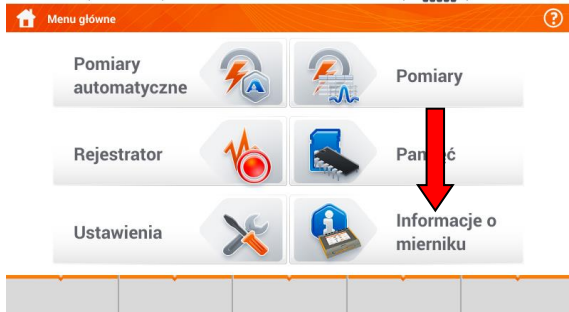 Menu główne
?
Pomiary
automatyczne
A
Pomiary
Rejestrator
Pamięć
Ustawienia
Informacje o
mierniku